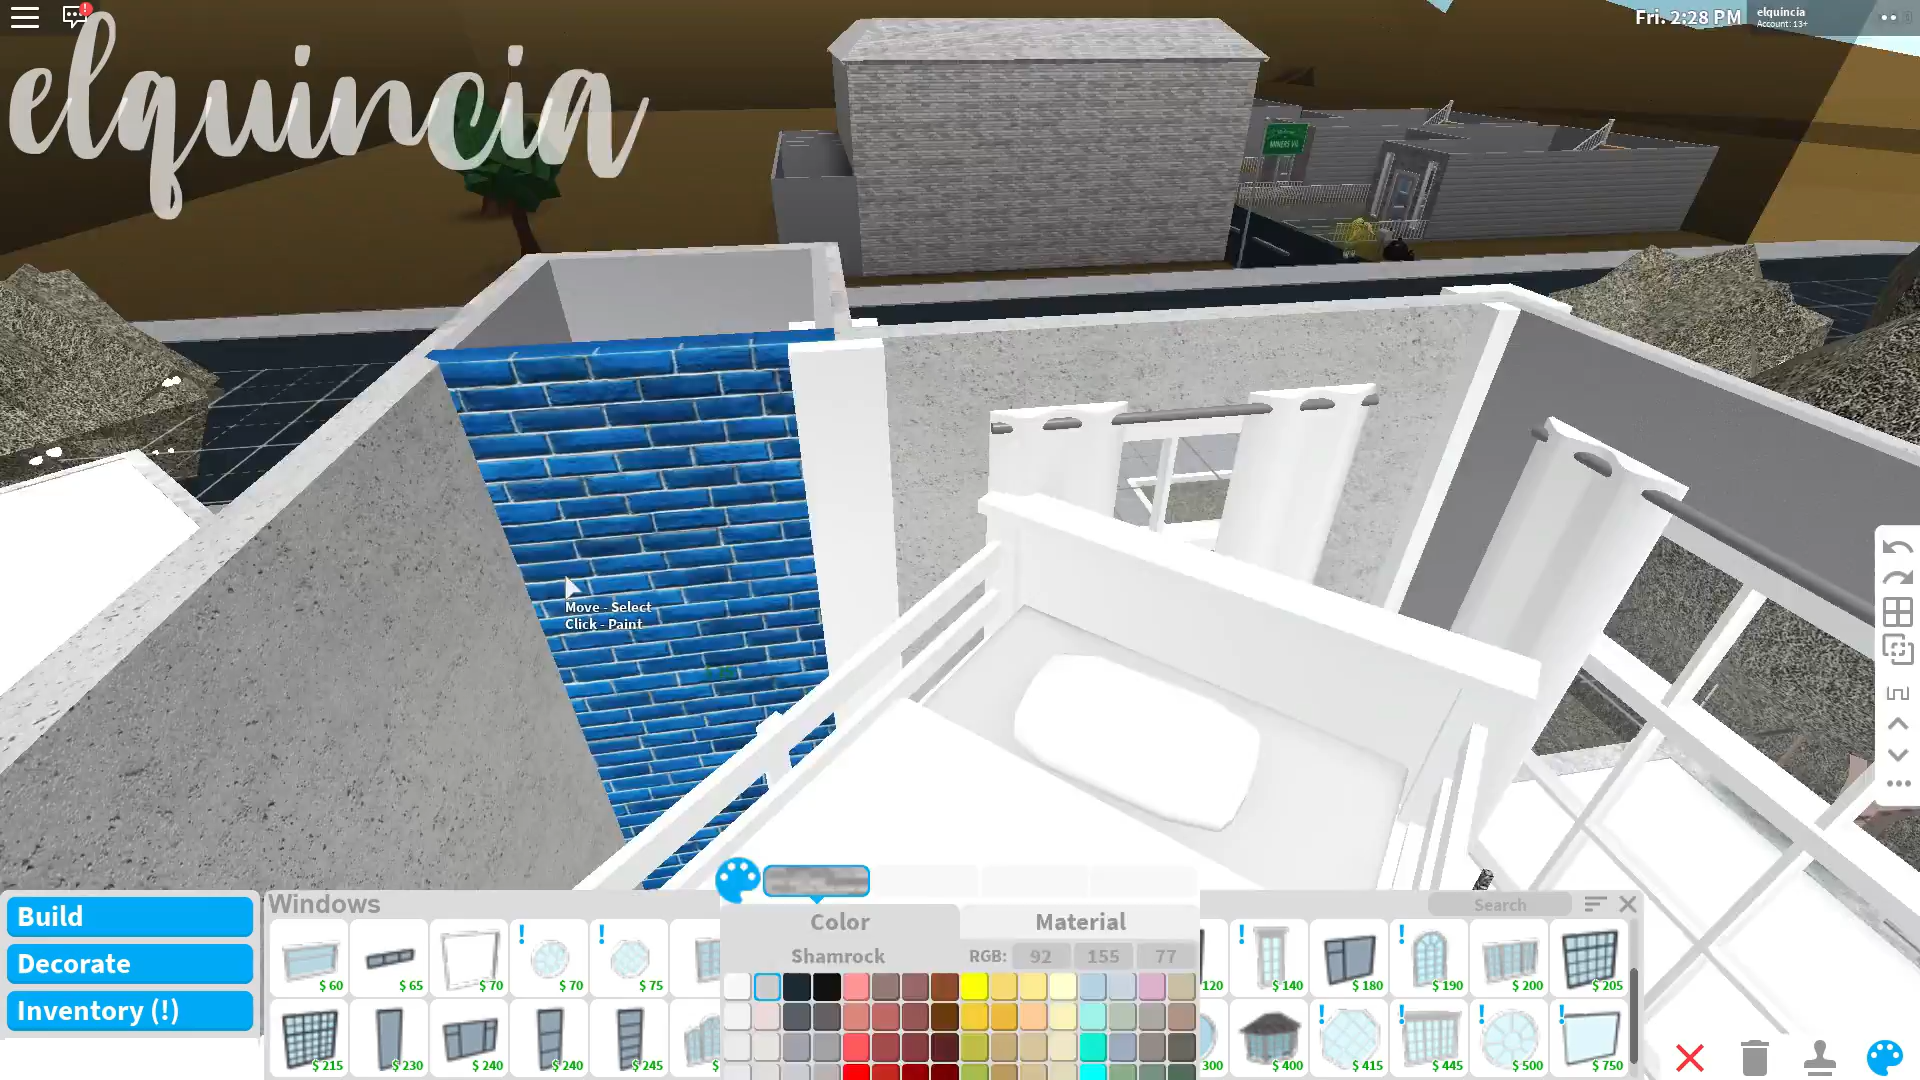 Fri. 2:28 PM
elquincia
Account: 13+
elquincia
MINERS VIL
Move - Select
Click - Paint
Build
Decorate
Inventory (!)
Windows
Search
$ 60
$ 65
$ 70
$ 70
$ 75
120
$ 140
$ 180
$ 190
$ 200
$ 205
$ 215
$ 230
$ 240
$ 240
$ 245
300
$ 400
$ 415
$ 445
$ 500
$ 750
Color
Material
Shamrock
RGB: 92 155 77